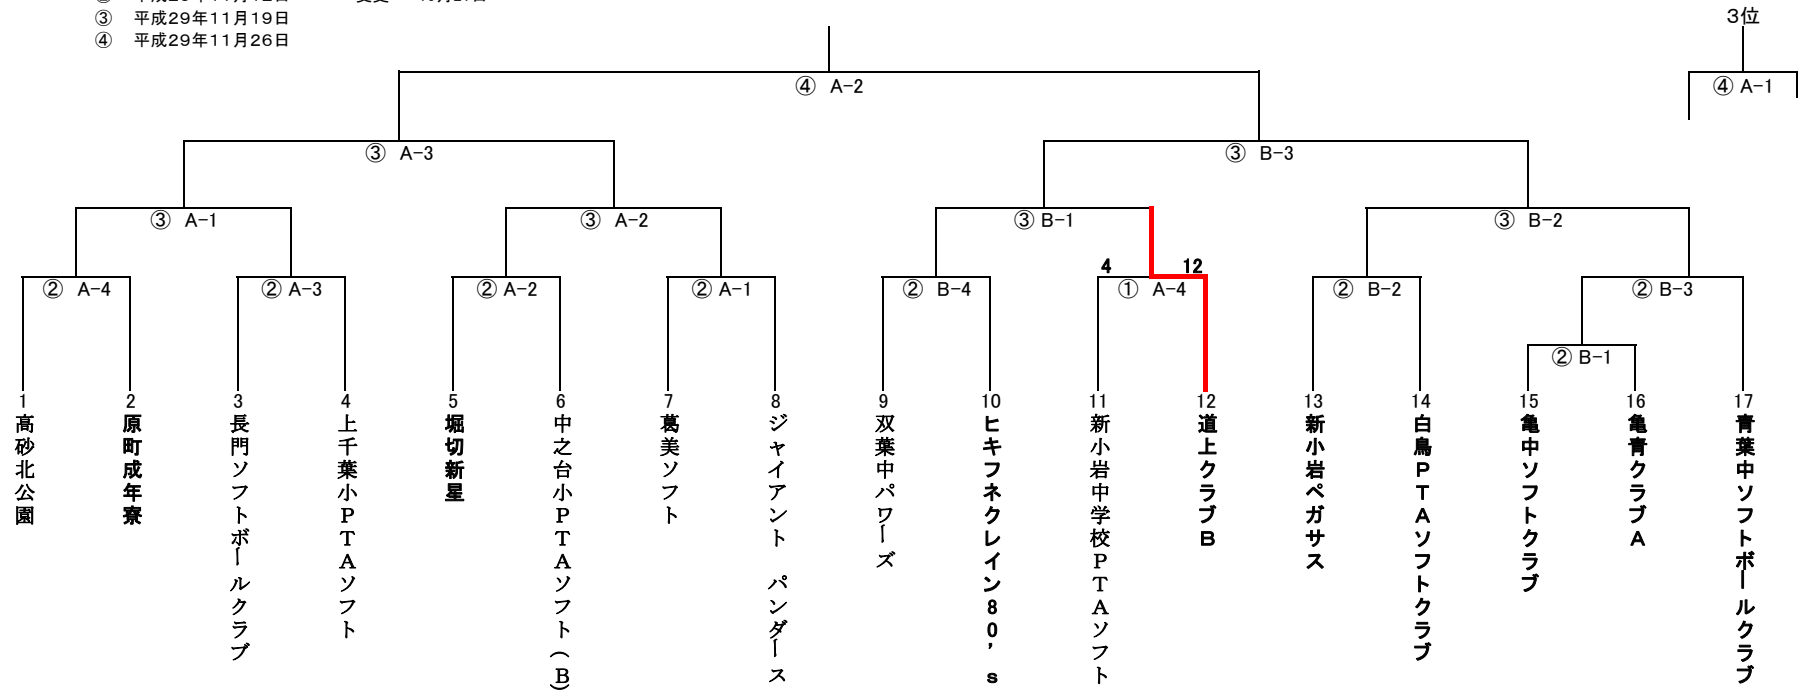 ③ 平成29年11月19日
④ 平成29年11月26日
3位
④ A-2
④ A-1
③ A-3
③ B-3
③ A-1
③ A-2
③ B-1
③ B-2
4
12
② A-4
② A-3
② A-2
② A-1
② B-4
① A-4
② B-2
② B-3
② B-1
1
高砂北公園
2
原町成年寮
3
長門ソフトボールクラブ
4
上千葉小PTAソフト
5
堀切新星
6
中之台小PTAソフト(B)
7
葛美ソフト
8
ジャイアント パンダース
9
双葉中パワーズ
10
ヒキフネクレイン80's
11
新小岩中学校PTAソフト
12
道上クラブB
13
新小岩ペガサス
14
白鳥PTAソフトクラブ
15
亀中ソフトクラブ
16
亀青クラブA
17
青葉中ソフトボールクラブ